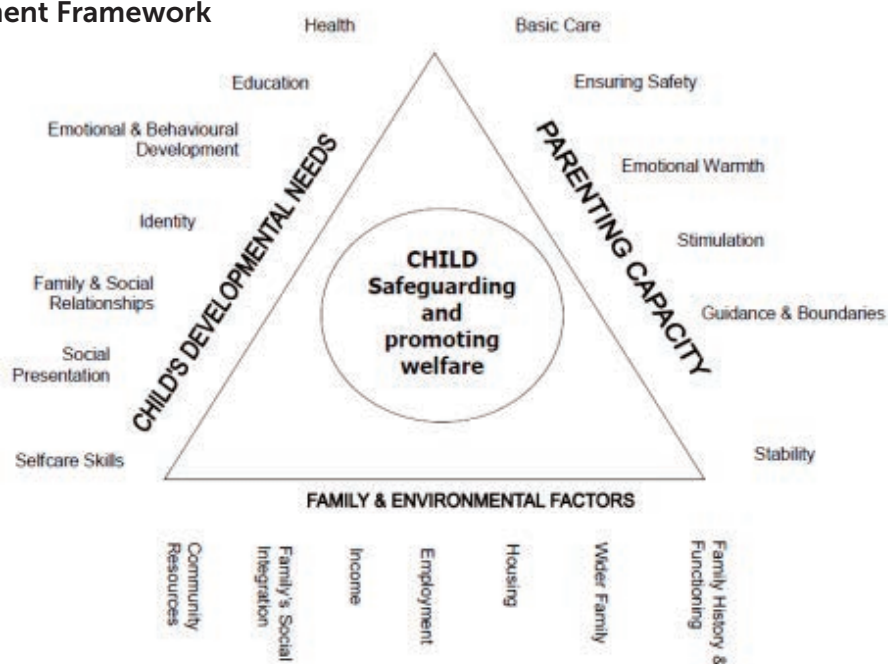 ment Framework
Health
Education
Emotional & Behavioural
Development
Identity
Family & Social
Relationships
Social
Presentation
Selfcare Skills
CHILD'S DEVELOPMENTAL NEEDS
Basic Care
Ensuring Safety
Emotional Warmth
Stimulation
Guidance & Boundaries
Stability
PARENTING CAPACITY
CHILD
Safeguarding
and
promoting
welfare
FAMILY & ENVIRONMENTAL FACTORS
Community
Resources
Family's Social
Integration
Income
Employment
Housing
Wider Family
Family History &
Functioning